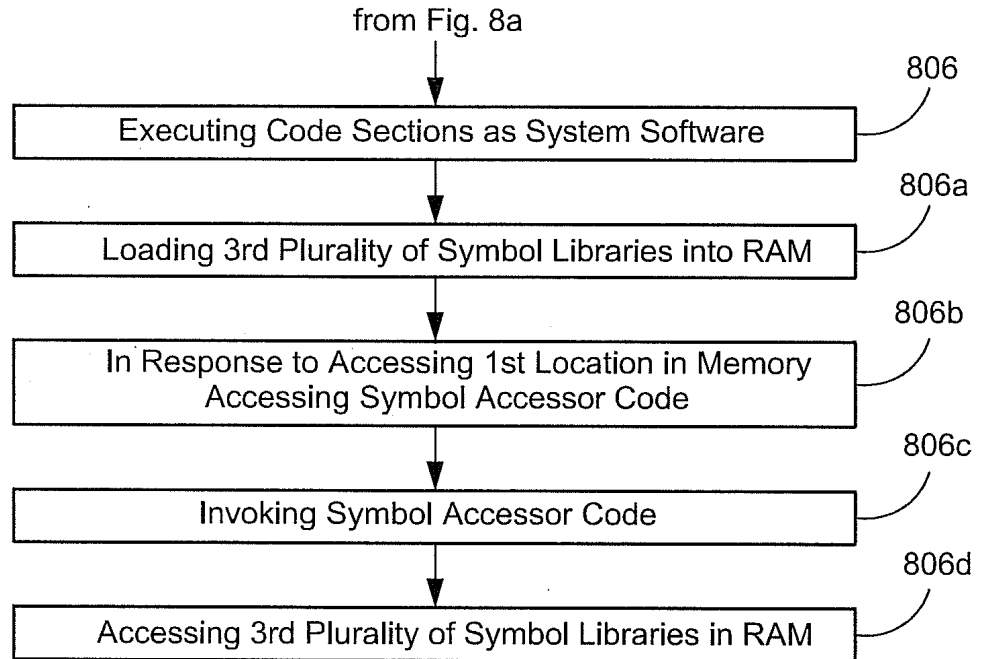 from Fig. 8a
806
Executing Code Sections as System Software
806a
Loading 3rd Plurality of Symbol Libraries into RAM
806b
In Response to Accessing 1st Location in Memory
Accessing Symbol Accessor Code
806c
Invoking Symbol Accessor Code
806d
Accessing 3rd Plurality of Symbol Libraries in RAM